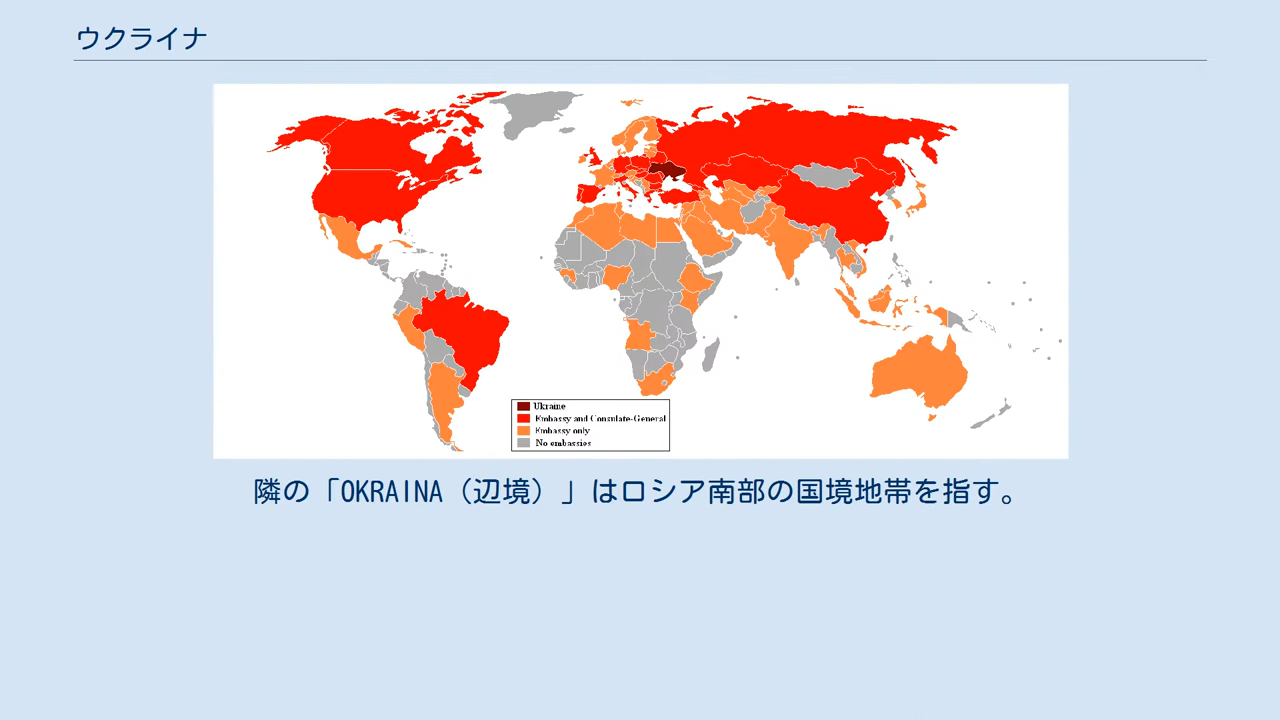 ウクライナ
Ukraine
Embassy and Consulate-General
Embassy only
No embassies
隣の「OKRAINA(辺境)」はロシア南部の国境地帯を指す。